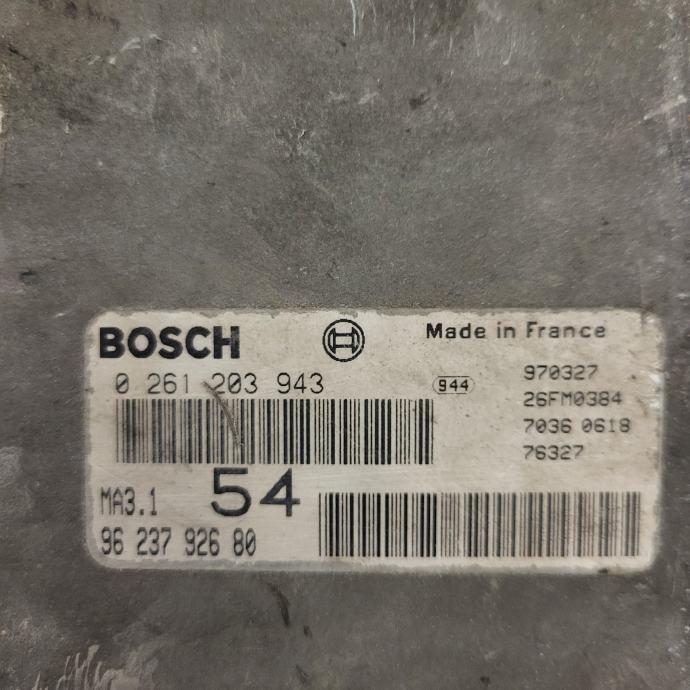 BOSCH
Made in France
0 261 203 943
944
970327
26FM0384
7036 0618
76327
MA3.1
54
96 237 926 80